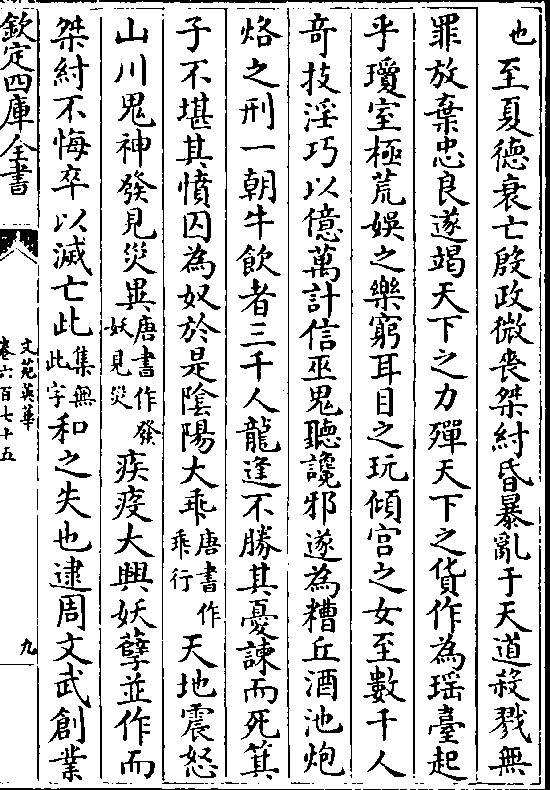 也至夏德衰亡殷政微喪桀紂昏暴亂于天道殺戮無
罪放棄忠良遂竭天下之力殫天下之貨作為瑶臺起
乎瓊室極荒娛之樂窮耳目之玩傾宫之女至數千人
奇技淫巧以億萬計信巫鬼聽讒邪遂為糟丘酒池炮
烙之刑一朝牛飲者三千人龍逢不勝其憂諫而死箕
子不堪其憤囚為奴於是陰陽大乖唐書作乖行天地震怒
山川鬼神發見災異唐書作發妖見災疾疫大興妖孽並作而
桀紂不悔卒以滅亡此集無此字和之失也逮周文武創業
欽定四庫全書
文苑英華
卷六百七十五
九